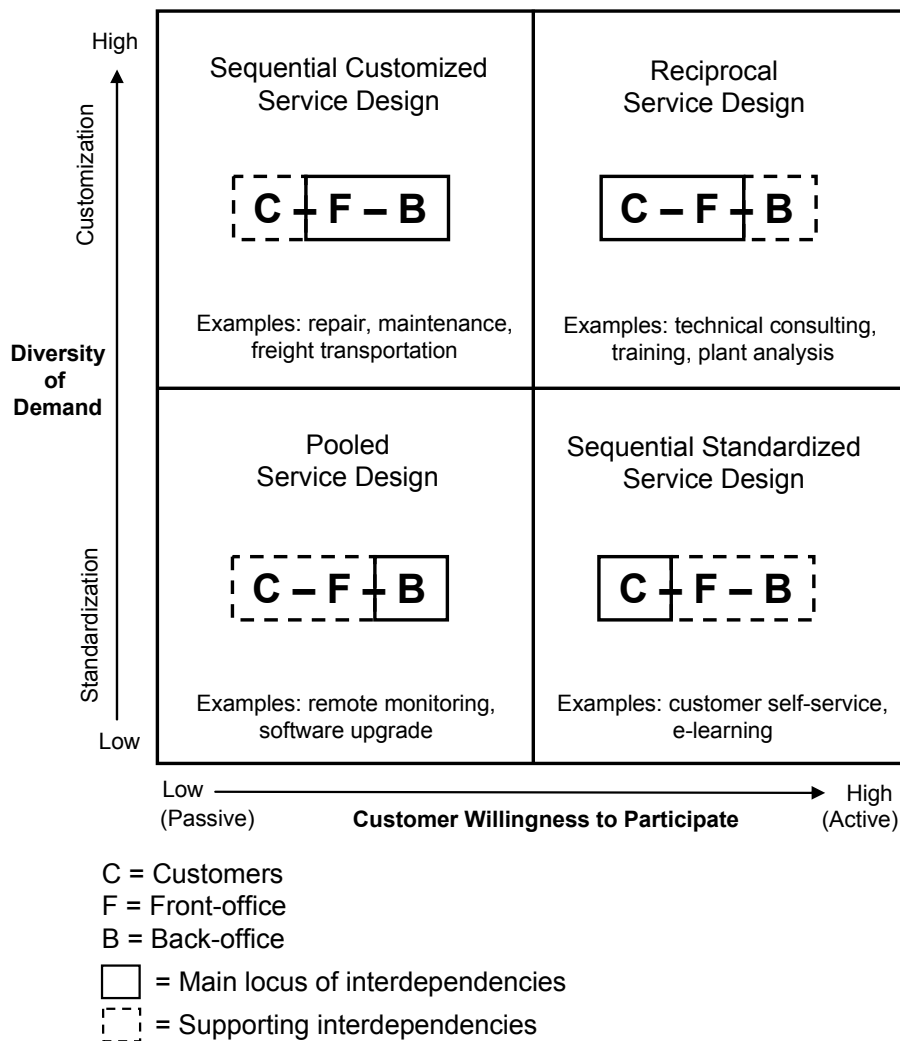 High
Customization
Diversity
of
Demand
Standardization
Low
Sequential Customized
Service Design
C – F – B
Examples: repair, maintenance,
freight transportation
Reciprocal
Service Design
C – F – B
Examples: technical consulting,
training, plant analysis
Pooled
Service Design
C – F – B
Examples: remote monitoring,
software upgrade
Sequential Standardized
Service Design
C – F – B
Examples: customer self-service,
e-learning
Low
(Passive)
Customer Willingness to Participate
High
(Active)
C = Customers
F = Front-office
B = Back-office
= Main locus of interdependencies
= Supporting interdependencies